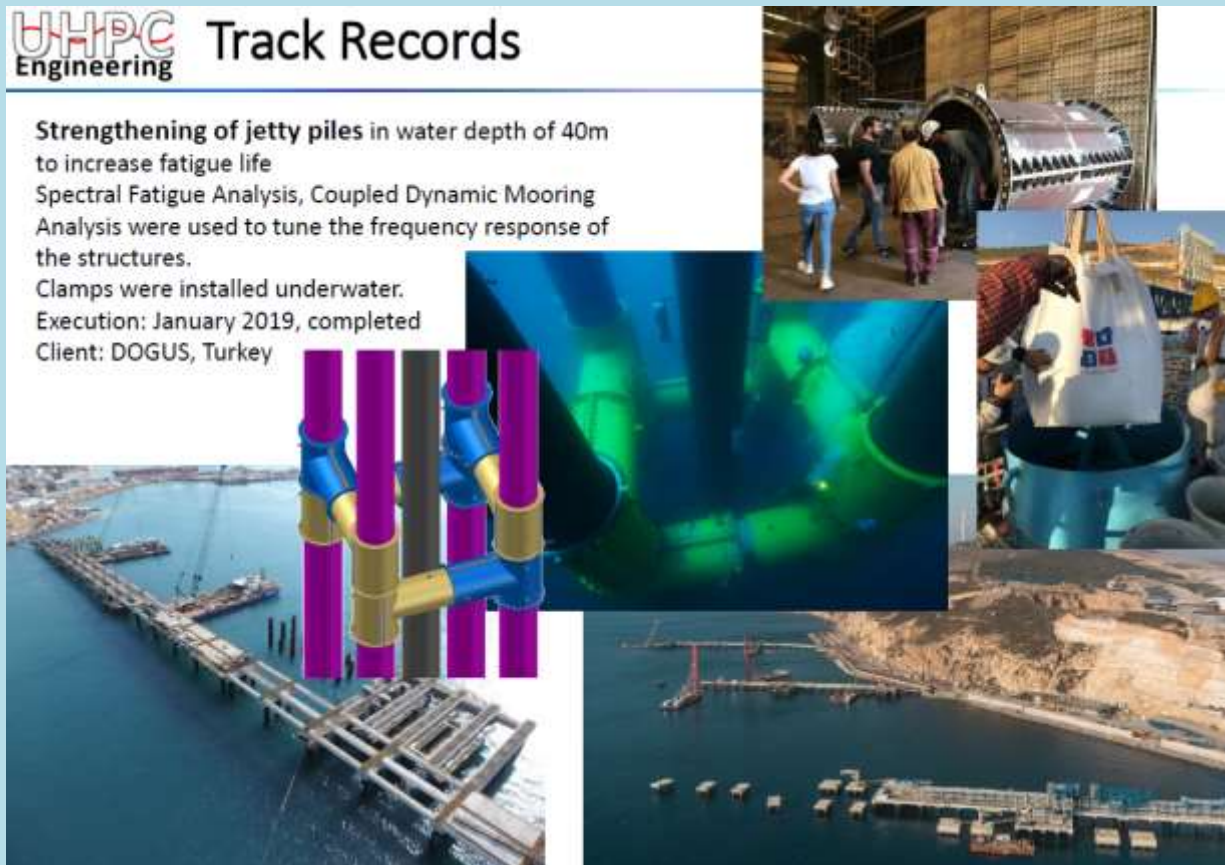 UHPC
Engineering
Track Records
Strengthening of jetty piles in water depth of 40m
to increase fatigue life
Spectral Fatigue Analysis, Coupled Dynamic Mooring
Analysis were used to tune the frequency response of
the structures.
Clamps were installed underwater.
Execution: January 2019, completed
Client: DOGUS, Turkey